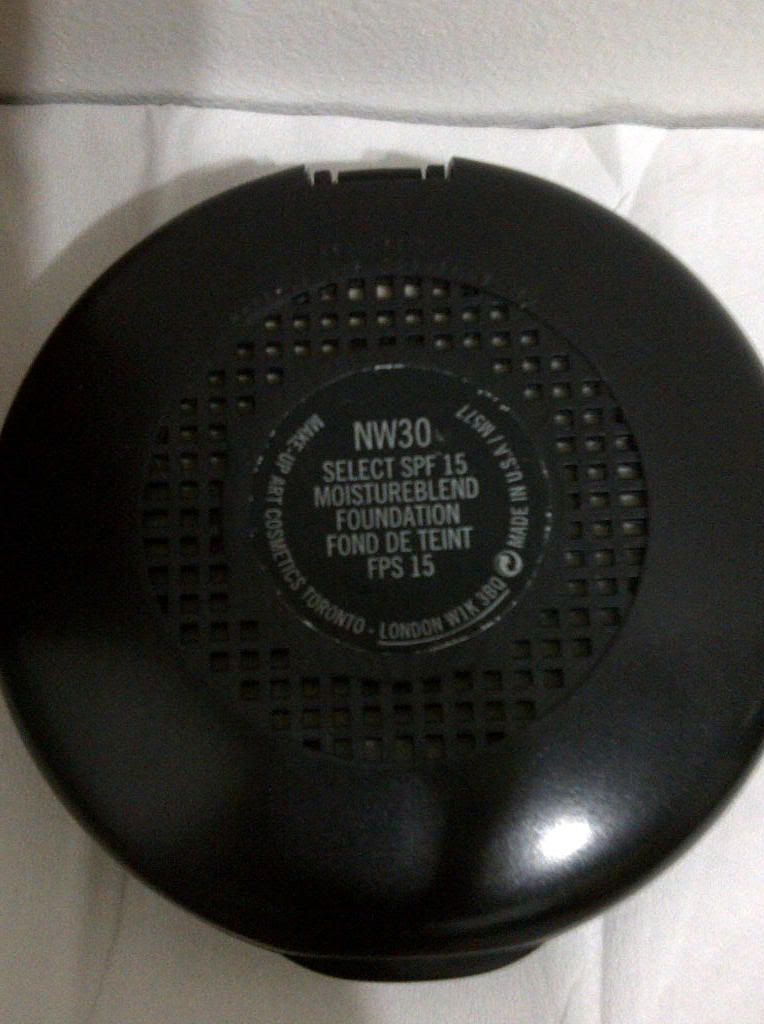 NW30
SELECT SPF 15
MOISTUREBLEND
FOUNDATION
FOND DE TEINT
FPS 15
MAKE-UP ART COSMETICS TORONTO - LONDON W1K 3BQ
MADE IN U.S.A /